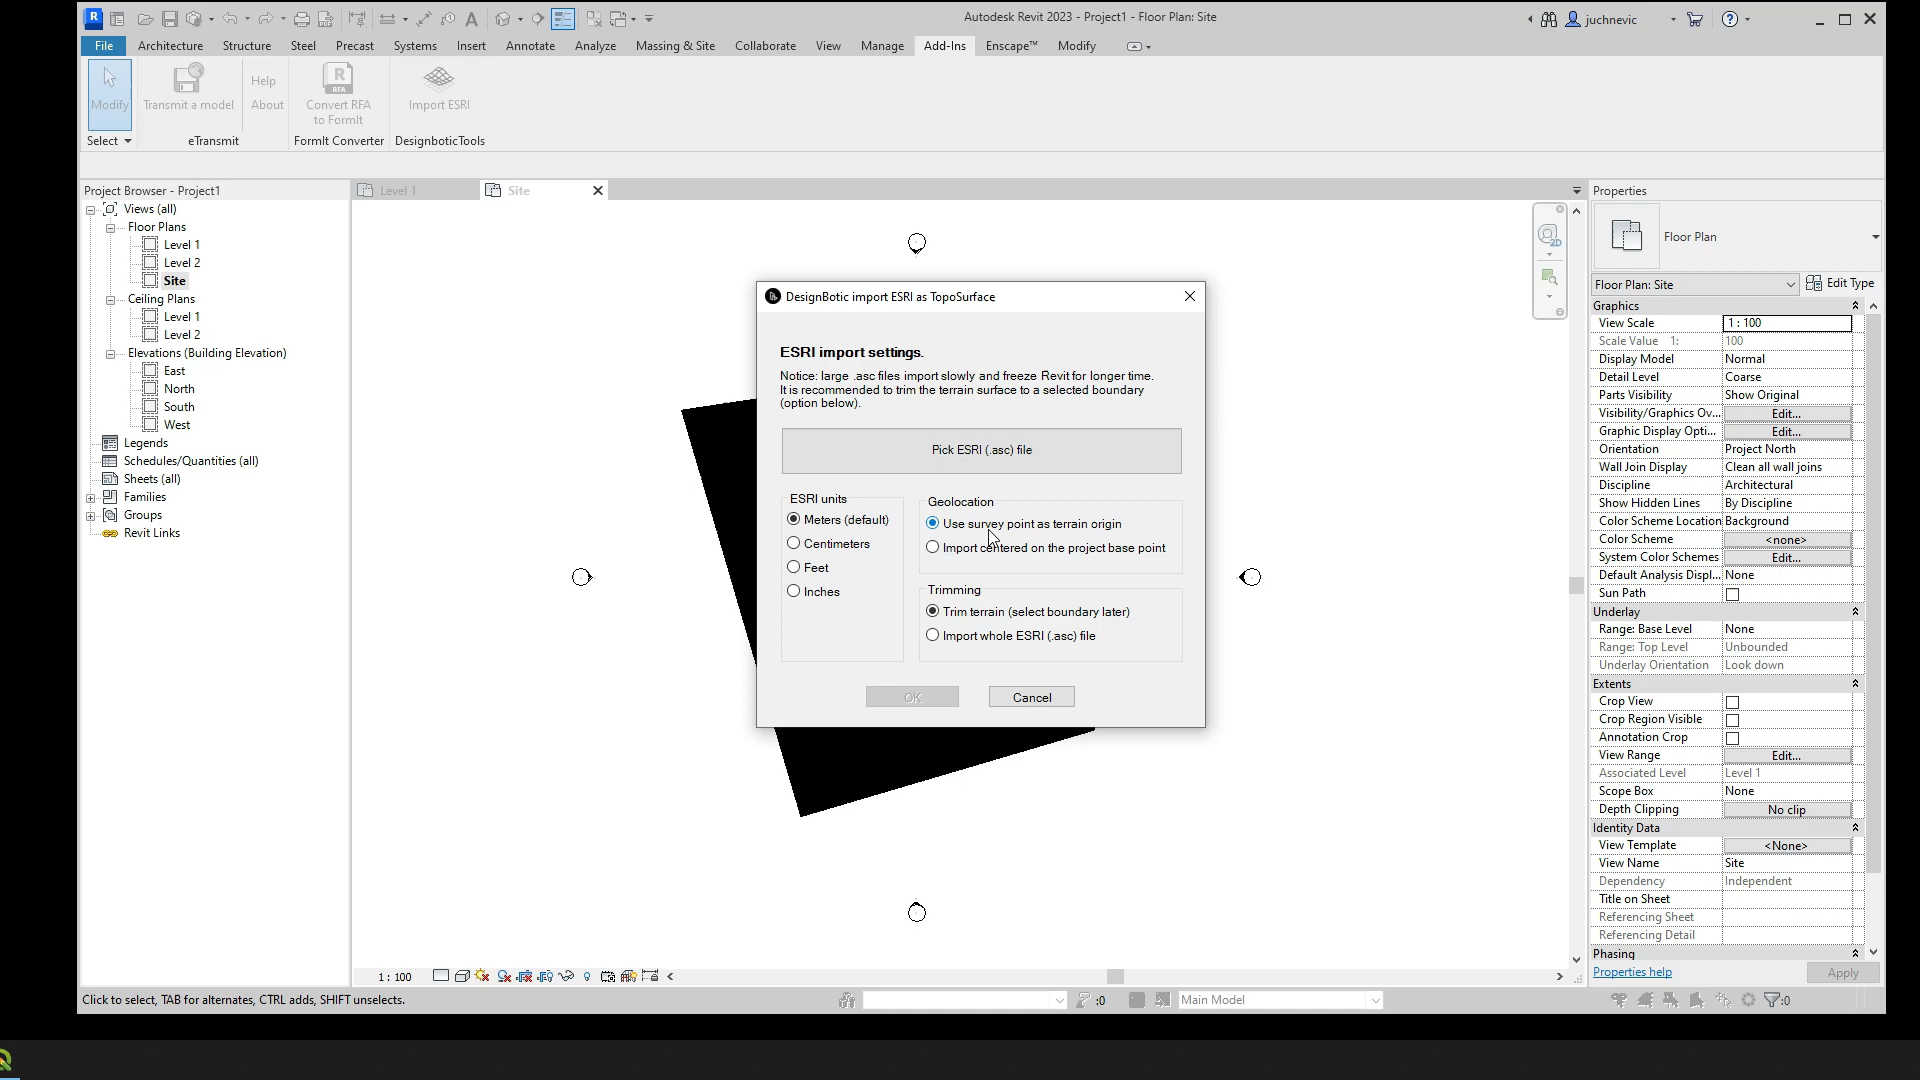 Autodesk Revit 2023 - Project1 - Floor Plan: Site
juchnevic
File
Architecture
Structure
Steel
Precast
Systems
Insert
Annotate
Analyze
Massing & Site
Collaborate
View
Manage
Add-Ins
Enscape™
Modify
Modify
Transmit a model
Help
About
Convert RFA
to FormIt
Import ESRI
Select
eTransmit
FormIt Converter
DesignboticTools
Project Browser - Project1
Views (all)
Floor Plans
Level 1
Level 2
Site
Ceiling Plans
Level 1
Level 2
Elevations (Building Elevation)
East
North
South
West
Legends
Schedules/Quantities (all)
Sheets (all)
Families
Groups
Revit Links
Level 1
Site
2D
DesignBotic import ESRI as TopoSurface
ESRI import settings.
Notice: large .asc files import slowly and freeze Revit for longer time.
It is recommended to trim the terrain surface to a selected boundary
(option below).
Pick ESRI (.asc) file
ESRI units
Meters (default)
Centimeters
Feet
Inches
Geolocation
Use survey point as terrain origin
Import centered on the project base point
Trimming
Trim terrain (select boundary later)
Import whole ESRI (.asc) file
OK
Cancel
Properties
Floor Plan
Floor Plan: Site
Edit Type
Graphics
View Scale 1 : 100
Scale Value 1: 100
Display Model Normal
Detail Level Coarse
Parts Visibility Show Original
Visibility/Graphics Ov... Edit...
Graphic Display Opti... Edit...
Orientation Project North
Wall Join Display Clean all wall joins
Discipline Architectural
Show Hidden Lines By Discipline
Color Scheme Location Background
Color Scheme <none>
System Color Schemes Edit...
Default Analysis Displ... None
Sun Path
Underlay
Range: Base Level None
Range: Top Level Unbounded
Underlay Orientation Look down
Extents
Crop View
Crop Region Visible
Annotation Crop
View Range Edit...
Associated Level Level 1
Scope Box None
Depth Clipping No clip
Identity Data
View Template <None>
View Name Site
Dependency Independent
Title on Sheet
Referencing Sheet
Referencing Detail
Phasing
Properties help
Apply
1 : 100
Click to select, TAB for alternates, CTRL adds, SHIFT unselects.
:0
Main Model
:0